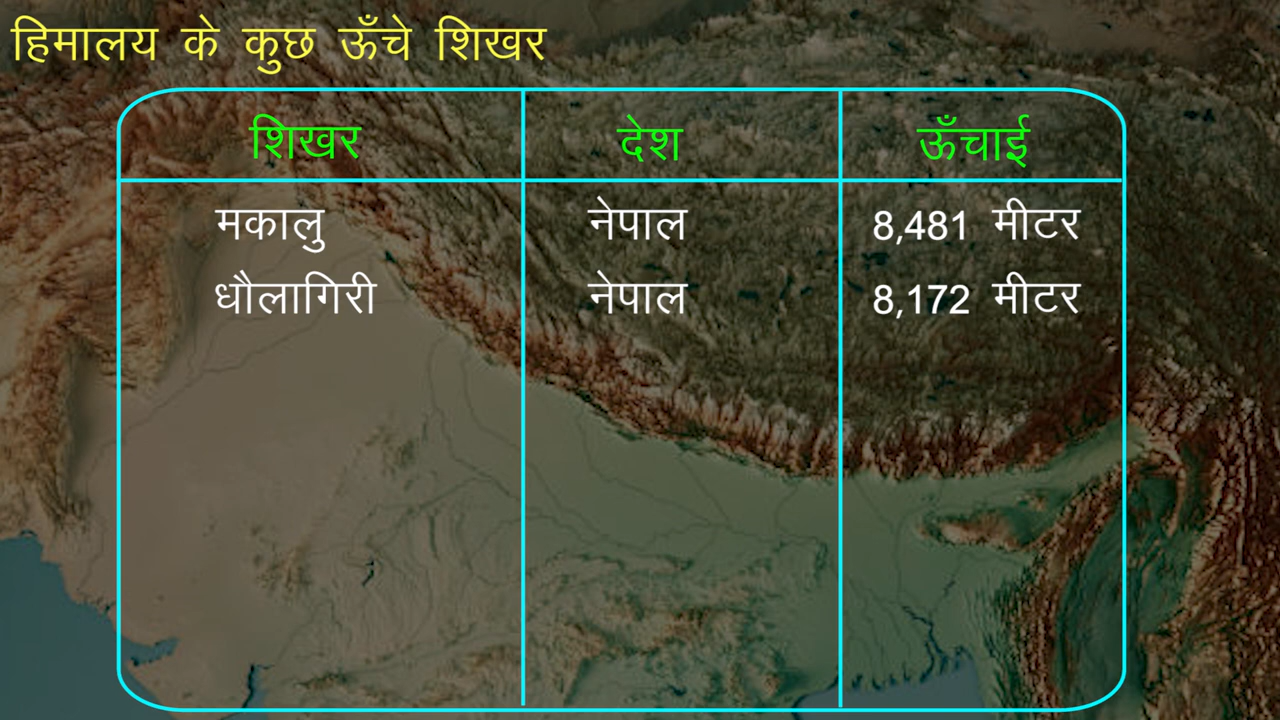 हिमालय के कुछ ऊँचे शिखर
शिखर देश ऊँचाई
मकालु नेपाल 8,481 मीटर
धौलागिरी नेपाल 8,172 मीटर